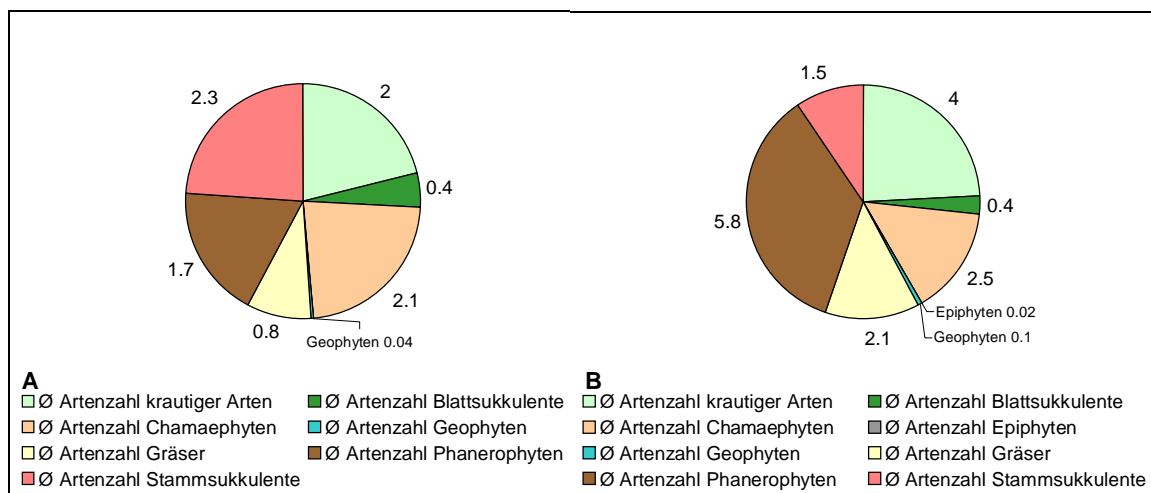 2.3
2
0.4
1.7
2.1
0.8
Geophyten 0.04
A
Ø Artenzahl krautiger Arten
Ø Artenzahl Blattsukkulente
Ø Artenzahl Chamaephyten
Ø Artenzahl Geophyten
Ø Artenzahl Gräser
Ø Artenzahl Phanerophyten
Ø Artenzahl Stammsukkulente
1.5
4
5.8
0.4
2.5
Epiphyten 0.02
Geophyten 0.1
2.1
B
Ø Artenzahl krautiger Arten
Ø Artenzahl Blattsukkulente
Ø Artenzahl Chamaephyten
Ø Artenzahl Epiphyten
Ø Artenzahl Geophyten
Ø Artenzahl Gräser
Ø Artenzahl Phanerophyten
Ø Artenzahl Stammsukkulente